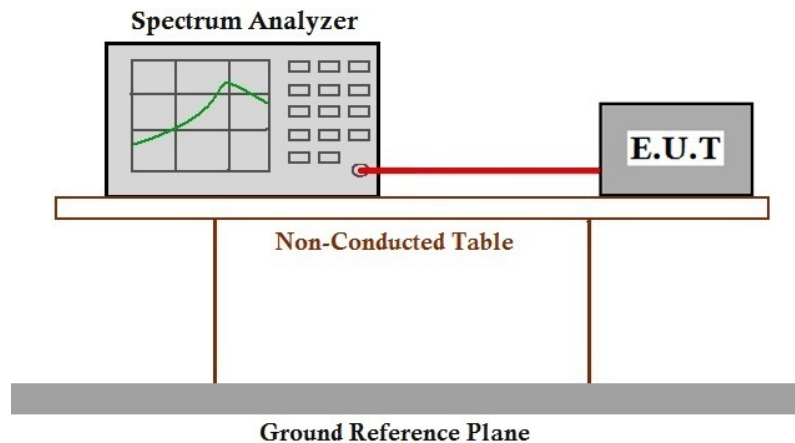 Spectrum Analyzer
E.U.T
Non-Conducted Table
Ground Reference Plane